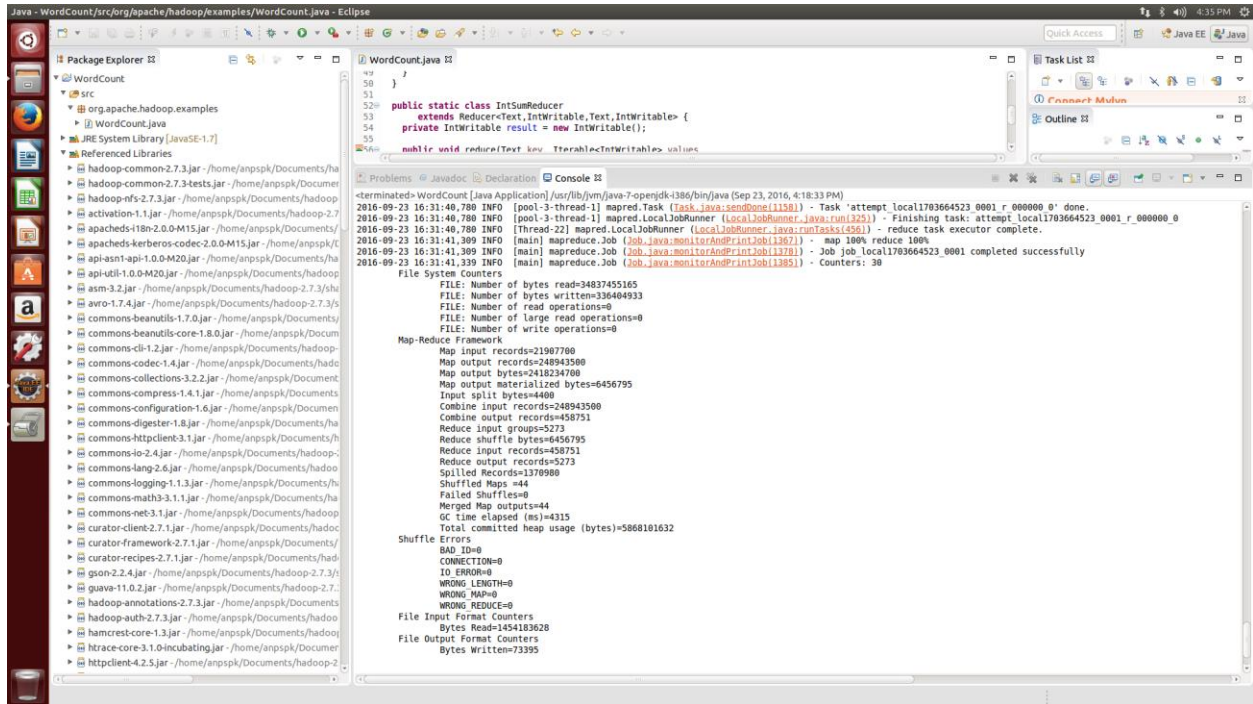 Java - WordCount/src/org/apache/hadoop/examples/WordCount.java - Eclipse
4:35 PM
Quick Access
Java EE
Java
Package Explorer
WordCount
src
org.apache.hadoop.examples
WordCount.java
JRE System Library [JavaSE-1.7]
Referenced Libraries
hadoop-common-2.7.3.jar - /home/anpspk/Documents/ha
hadoop-common-2.7.3-tests.jar - /home/anpspk/Documer
hadoop-nfs-2.7.3.jar - /home/anpspk/Documents/hadoop
activation-1.1.jar - /home/anpspk/Documents/hadoop-2.7
apacheds-i18n-2.0.0-M15.jar - /home/anpspk/Documents/
apacheds-kerberos-codec-2.0.0-M15.jar - /home/anpspk/D
api-asn1-api-1.0.0-M20.jar - /home/anpspk/Documents/ha
api-util-1.0.0-M20.jar - /home/anpspk/Documents/hadoop
asm-3.2.jar - /home/anpspk/Documents/hadoop-2.7.3/sha
avro-1.7.4.jar - /home/anpspk/Documents/hadoop-2.7.3/s
commons-beanutils-1.7.0.jar - /home/anpspk/Documents/
commons-beanutils-core-1.8.0.jar - /home/anpspk/Docum
commons-cli-1.2.jar - /home/anpspk/Documents/hadoop-
commons-codec-1.4.jar - /home/anpspk/Documents/hado
commons-collections-3.2.2.jar - /home/anpspk/Document
commons-compress-1.4.1.jar - /home/anpspk/Documents
commons-configuration-1.6.jar - /home/anpspk/Documen
commons-digester-1.8.jar - /home/anpspk/Documents/ha
commons-httpclient-3.1.jar - /home/anpspk/Documents/h
commons-io-2.4.jar - /home/anpspk/Documents/hadoop-2
commons-lang-2.6.jar - /home/anpspk/Documents/hadoo
commons-logging-1.1.3.jar - /home/anpspk/Documents/h
commons-math3-3.1.1.jar - /home/anpspk/Documents/ha
commons-net-3.1.jar - /home/anpspk/Documents/hadoop
curator-client-2.7.1.jar - /home/anpspk/Documents/hadoc
curator-framework-2.7.1.jar - /home/anpspk/Documents/
curator-recipes-2.7.1.jar - /home/anpspk/Documents/had
gson-2.2.4.jar - /home/anpspk/Documents/hadoop-2.7.3/s
guava-11.0.2.jar - /home/anpspk/Documents/hadoop-2.7.
hadoop-annotations-2.7.3.jar - /home/anpspk/Documents
hadoop-auth-2.7.3.jar - /home/anpspk/Documents/hadoo
hamcrest-core-1.3.jar - /home/anpspk/Documents/hadoop
htrace-core-3.1.0-incubating.jar - /home/anpspk/Documer
httpclient-4.2.5.jar - /home/anpspk/Documents/hadoop-2
WordCount.java
49 }
50 }
51
52 public static class IntSumReducer
53 extends Reducer<Text,IntWritable,Text,IntWritable> {
54 private IntWritable result = new IntWritable();
55
56 public void reduce(Text key, Iterable<IntWritable> values
Task List
Connect Mylyn
Outline
Problems Javadoc Declaration Console
<terminated> WordCount [Java Application] /usr/lib/jvm/java-7-openjdk-i386/bin/java (Sep 23, 2016, 4:18:33 PM)
2016-09-23 16:31:40,780 INFO [pool-3-thread-1] mapred.Task (Task.java:sendDone(1158)) - Task 'attempt_local1703664523_0001_r_000000_0' done.
2016-09-23 16:31:40,780 INFO [pool-3-thread-1] mapred.LocalJobRunner (LocalJobRunner.java:run(325)) - Finishing task: attempt_local1703664523_0001_r_000000_0
2016-09-23 16:31:40,780 INFO [Thread-22] mapred.LocalJobRunner (LocalJobRunner.java:runTasks(456)) - reduce task executor complete.
2016-09-23 16:31:41,309 INFO [main] mapreduce.Job (Job.java:monitorAndPrintJob(1367)) - map 100% reduce 100%
2016-09-23 16:31:41,309 INFO [main] mapreduce.Job (Job.java:monitorAndPrintJob(1378)) - Job job_local1703664523_0001 completed successfully
2016-09-23 16:31:41,339 INFO [main] mapreduce.Job (Job.java:monitorAndPrintJob(1385)) - Counters: 30
File System Counters
FILE: Number of bytes read=34837455165
FILE: Number of bytes written=336404933
FILE: Number of read operations=0
FILE: Number of large read operations=0
FILE: Number of write operations=0
Map-Reduce Framework
Map input records=21907700
Map output records=248943500
Map output bytes=2418234700
Map output materialized bytes=6456795
Input split bytes=4400
Combine input records=248943500
Combine output records=458751
Reduce input groups=5273
Reduce shuffle bytes=6456795
Reduce input records=458751
Reduce output records=5273
Spilled Records=1370980
Shuffled Maps =44
Failed Shuffles=0
Merged Map outputs=44
GC time elapsed (ms)=4315
Total committed heap usage (bytes)=5868101632
Shuffle Errors
BAD_ID=0
CONNECTION=0
IO_ERROR=0
WRONG_LENGTH=0
WRONG_MAP=0
WRONG_REDUCE=0
File Input Format Counters
Bytes Read=1454183628
File Output Format Counters
Bytes Written=73395